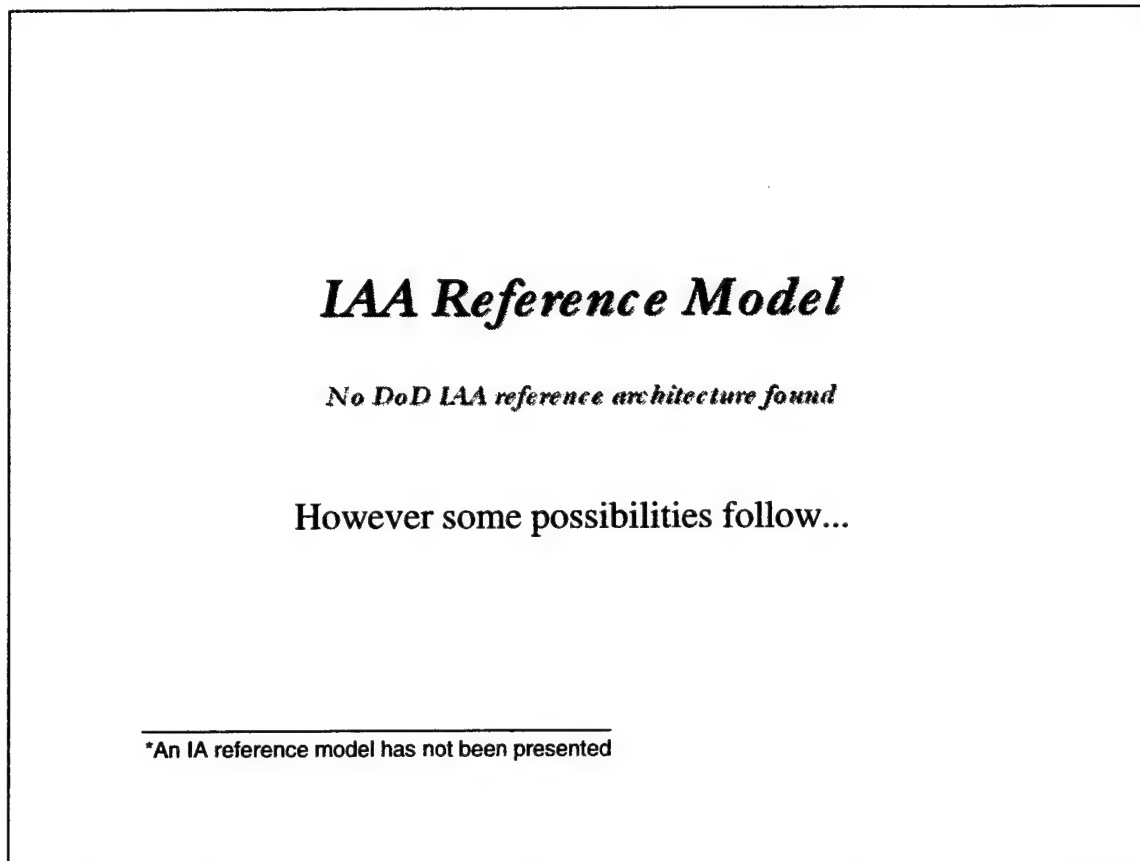 IAA Reference Model
No DoD IAA reference architecture found
However some possibilities follow...
*An IA reference model has not been presented